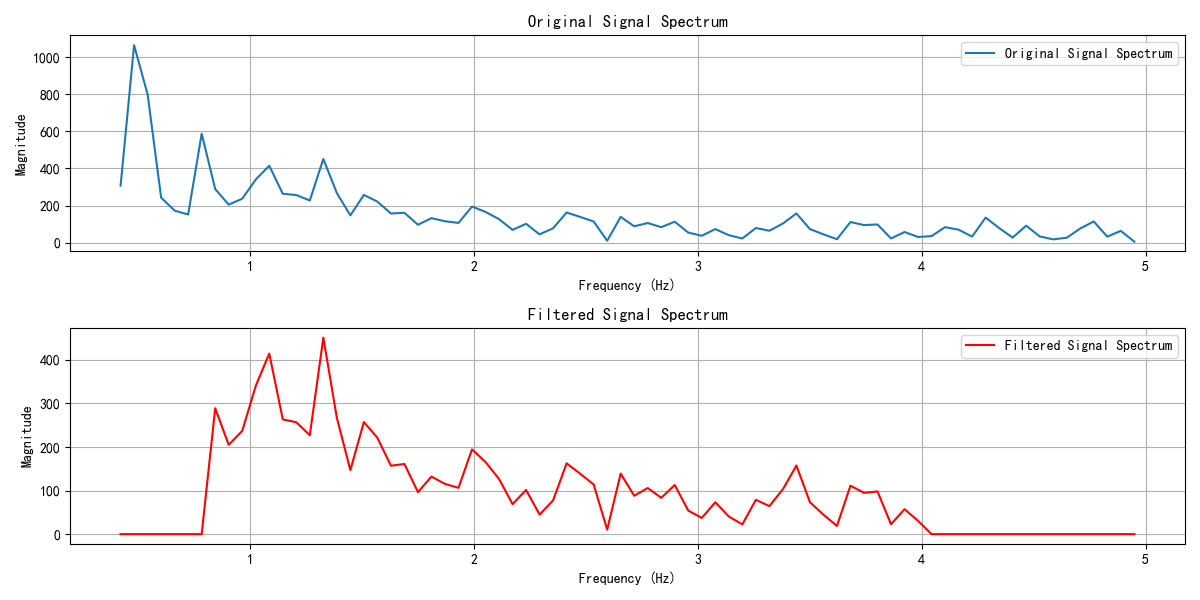 Original Signal Spectrum
Original Signal Spectrum
Magnitude
1000
800
600
400
200
0
1
2
3
4
5
Frequency (Hz)
Filtered Signal Spectrum
Filtered Signal Spectrum
Magnitude
400
300
200
100
0
1
2
3
4
5
Frequency (Hz)